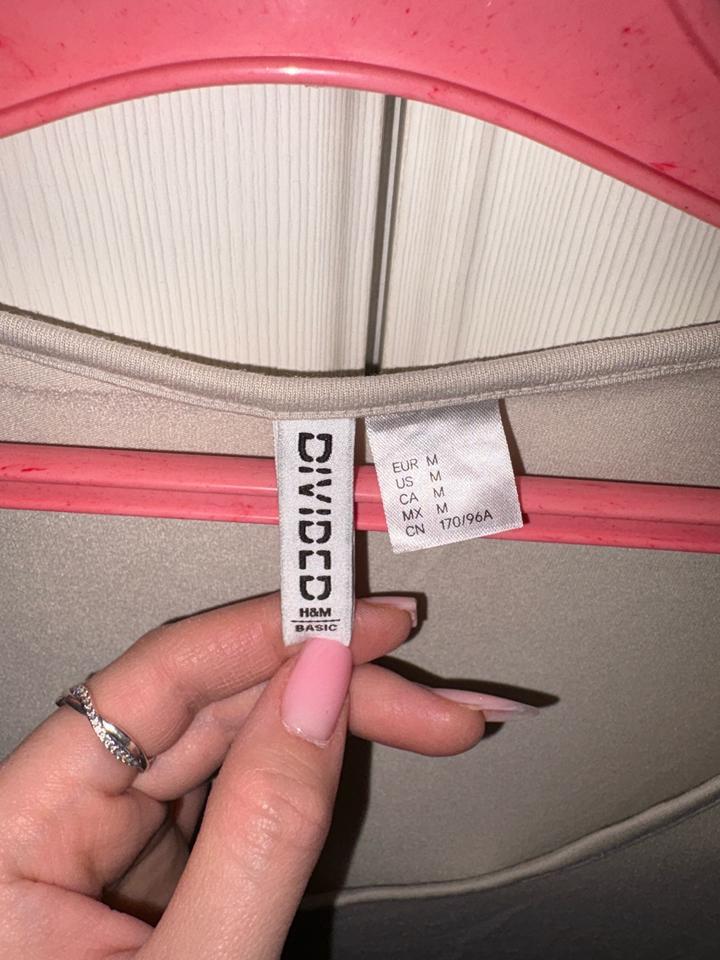 DIVIDED
H&M
BASIC
EUR M
US M
CA M
MX M
CN 170/96A